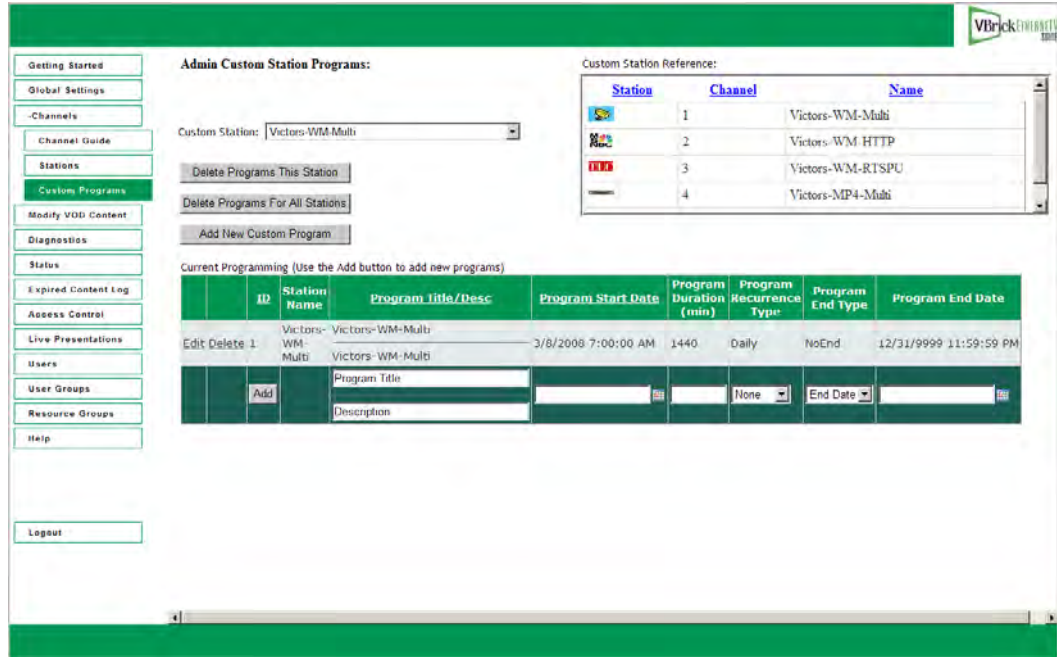 VBrick ETHERNETV
SUITE
Getting Started
Global Settings
-Channels
Channel Guide
Stations
Custom Programs
Modify VOD Content
Diagnostics
Status
Expired Content Log
Access Control
Live Presentations
Users
User Groups
Resource Groups
Help
Logout
Admin Custom Station Programs:
Custom Station: Victors-WM-Multi
Delete Programs This Station
Delete Programs For All Stations
Add New Custom Program
Custom Station Reference:
Station Channel Name
1 Victors-WM-Multi
2 Victors-WM-HTTP
3 Victors-WM-RTSPU
4 Victors-MP4-Multi
Current Programming (Use the Add button to add new programs)
ID Station Name Program Title/Desc Program Start Date Program Duration (min) Program Recurrence Type Program End Type Program End Date
Edit Delete 1 Victors-WM-Multi Victors-WM-Multi 3/8/2008 7:00:00 AM 1440 Daily NoEnd 12/31/9999 11:59:59 PM
Victors-WM-Multi
Add Program Title None End Date
Description